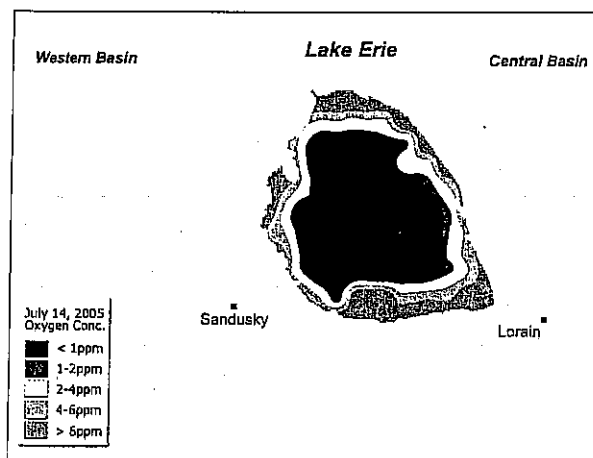 Lake Erie
Western Basin
Central Basin
Sandusky
Lorain
July 14, 2005
Oxygen Conc.
< 1ppm
1-2ppm
2-4ppm
4-6ppm
> 6ppm